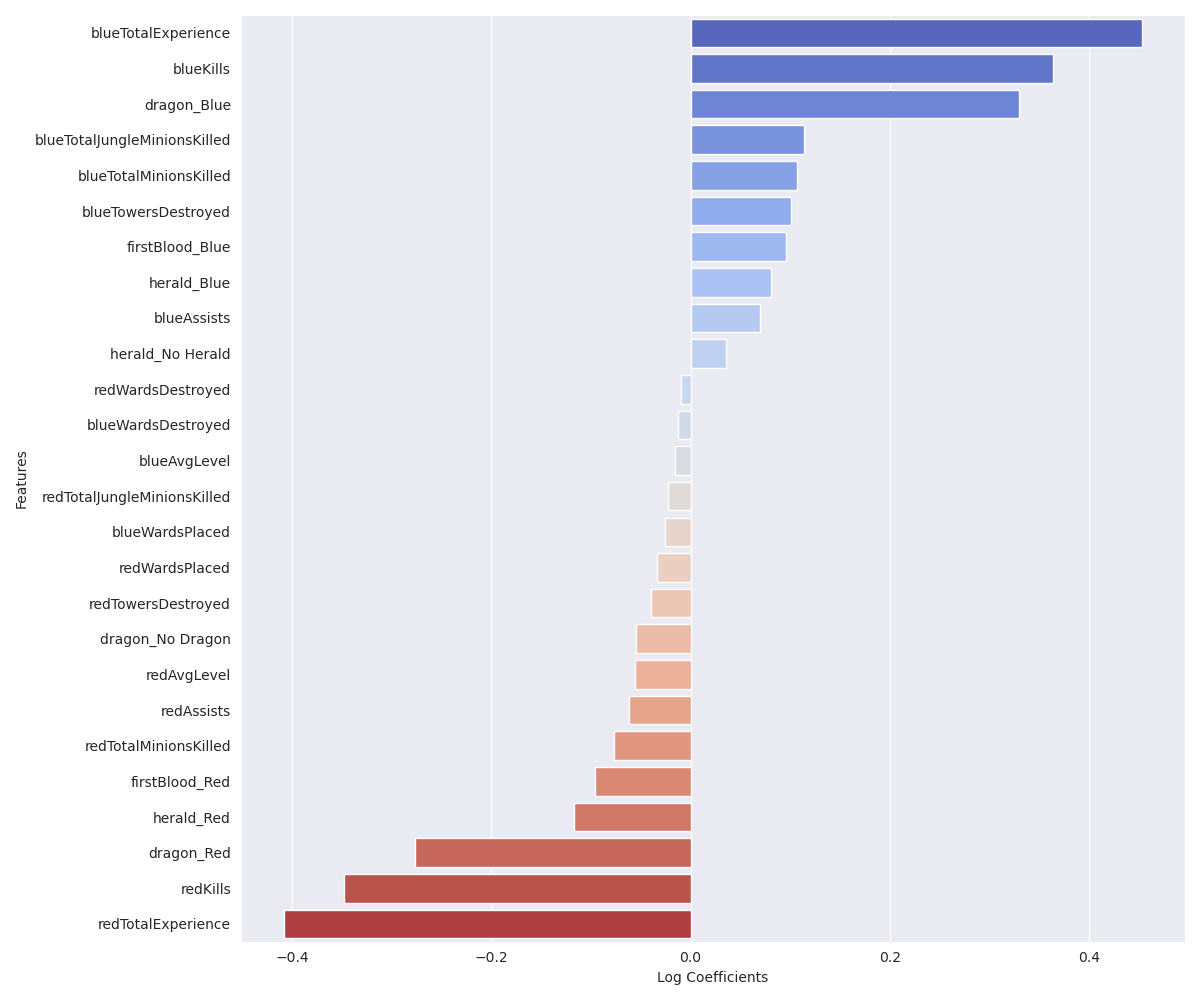 blueTotalExperience
blueKills
dragon_Blue
blueTotalJungleMinionsKilled
blueTotalMinionsKilled
blueTowersDestroyed
firstBlood_Blue
herald_Blue
blueAssists
herald_No Herald
redWardsDestroyed
blueWardsDestroyed
blueAvgLevel
redTotalJungleMinionsKilled
blueWardsPlaced
redWardsPlaced
redTowersDestroyed
dragon_No Dragon
redAvgLevel
redAssists
redTotalMinionsKilled
firstBlood_Red
herald_Red
dragon_Red
redKills
redTotalExperience
Features
−0.4 −0.2 0.0 0.2 0.4
Log Coefficients